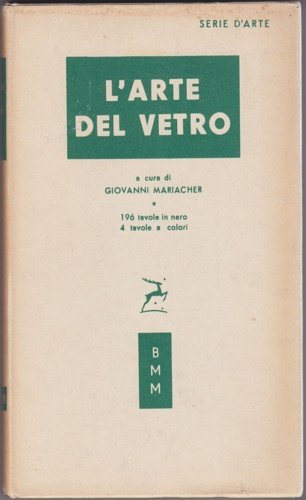 SERIE D'ARTE
L'ARTE
DEL VETRO
a cura di
GIOVANNI MARIACHER
*
196 tavole in nero
4 tavole a colori
B
M
M